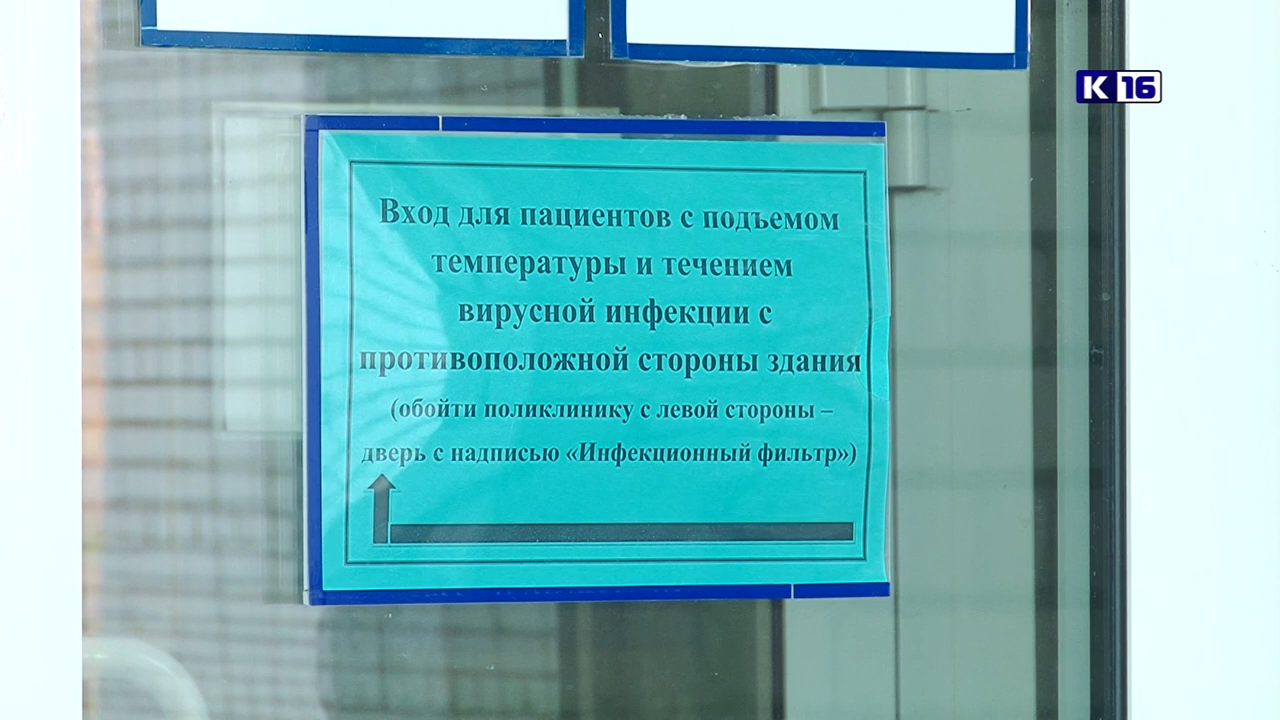 К 16
Вход для пациентов с подъемом
температуры и течением
вирусной инфекции с
противоположной стороны здания
(обойти поликлинику с левой стороны –
дверь с надписью «Инфекционный фильтр»)